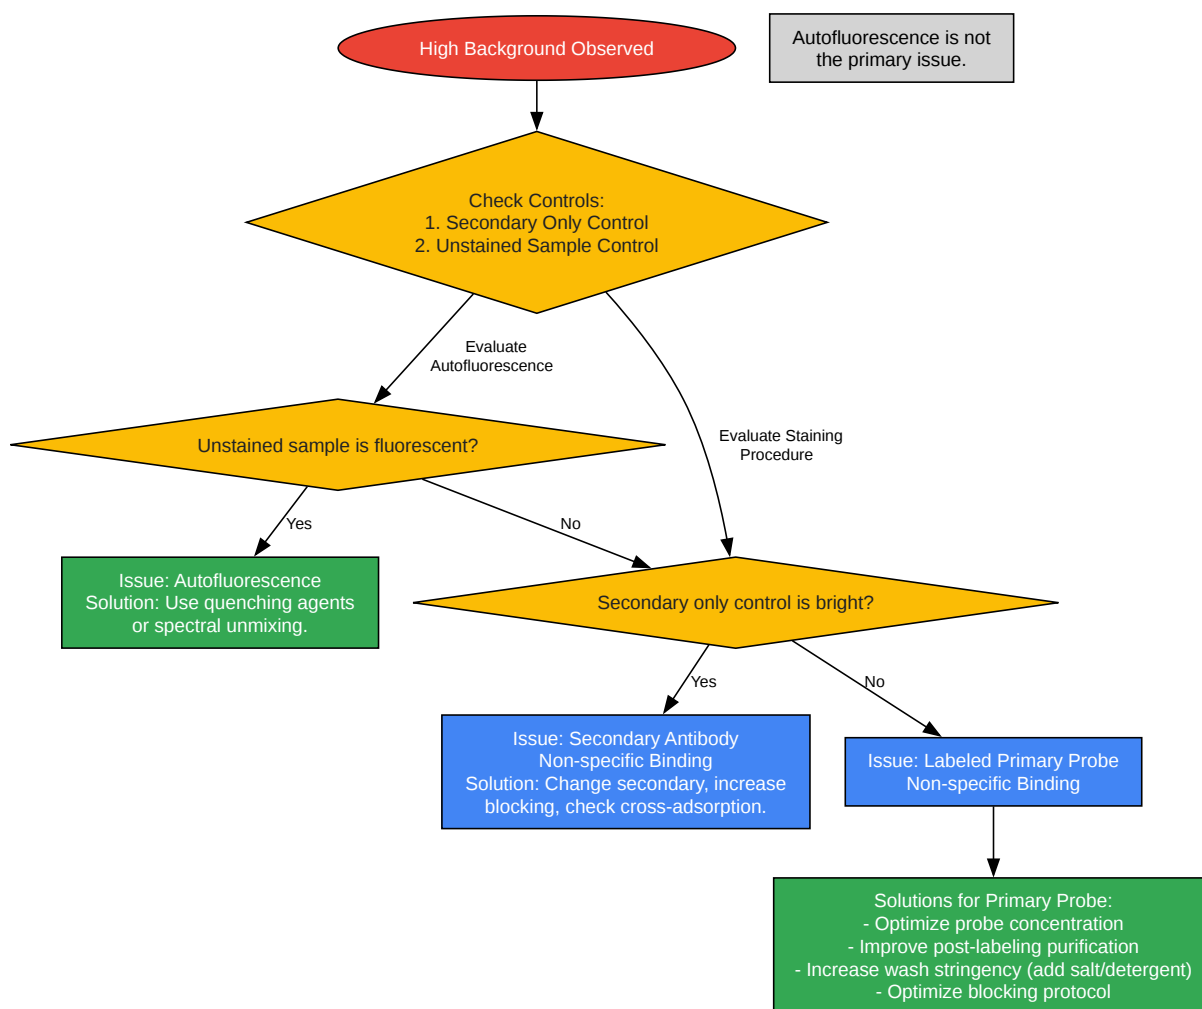 High Background Observed
Autofluorescence is not
the primary issue.
Check Controls:
1. Secondary Only Control
2. Unstained Sample Control
Evaluate
Autofluorescence
Evaluate Staining
Procedure
Unstained sample is fluorescent?
Yes
No
Issue: Autofluorescence
Solution: Use quenching agents
or spectral unmixing.
Secondary only control is bright?
Yes
No
Issue: Secondary Antibody
Non-specific Binding
Solution: Change secondary, increase
blocking, check cross-adsorption.
Issue: Labeled Primary Probe
Non-specific Binding
Solutions for Primary Probe:
- Optimize probe concentration
- Improve post-labeling purification
- Increase wash stringency (add salt/detergent)
- Optimize blocking protocol